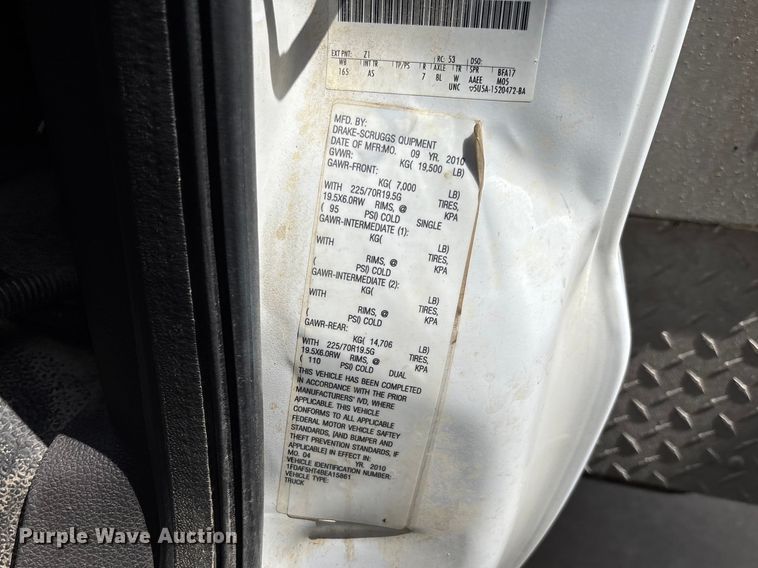 EXT PNT: Z1 RC: 53 DSO:
WB INT TR TP/PS R AXLE TR SPR BFA17
165 AS 7 BL W AAEE M05
UNC 5U5A-1520472-BA
MFD. BY:
DRAKE-SCRUGGS QUIPMENT
DATE OF MFR:MO. 09 YR. 2010
GVWR: KG( 19,500 LB)
GAWR-FRONT:
KG( 7,000 LB)
WITH 225/70R19.5G TIRES,
19.5X6.0RW RIMS, @ KPA
( 95 PSI) COLD SINGLE
GAWR-INTERMEDIATE (1):
KG( LB)
WITH TIRES,
RIMS, @ KPA
( PSI) COLD
GAWR-INTERMEDIATE (2):
KG( LB)
WITH TIRES,
RIMS, @ KPA
( PSI) COLD
GAWR-REAR:
KG( 14,706 LB)
WITH 225/70R19.5G TIRES,
19.5X6.0RW RIMS, @ KPA
( 110 PSI) COLD DUAL
THIS VEHICLE HAS BEEN COMPLETED
IN ACCORDANCE WITH THE PRIOR
MANUFACTURERS' IVD, WHERE
APPLICABLE. THIS VEHICLE
CONFORMS TO ALL APPLICABLE
FEDERAL MOTOR VEHICLE SAFTEY
STANDARDS, [AND BUMPER AND
THEFT PREVENTION STANDARDS, IF
APPLICABLE] IN EFFECT IN:
MO. 04 YR. 2010
VEHICLE IDENTIFICATION NUMBER:
1FDAF5HT4BEA15861
VEHICLE TYPE:
TRUCK
Purple Wave Auction